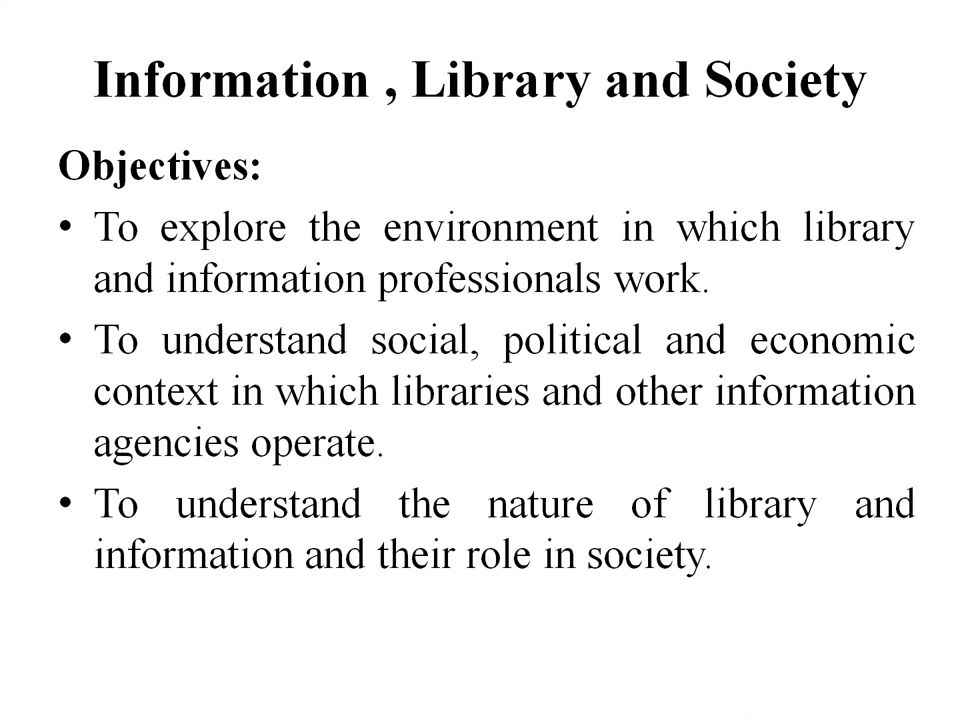 Information , Library and Society
Objectives:
• To explore the environment in which library
and information professionals work.
• To understand social, political and economic
context in which libraries and other information
agencies operate.
• To understand the nature of library and
information and their role in society.